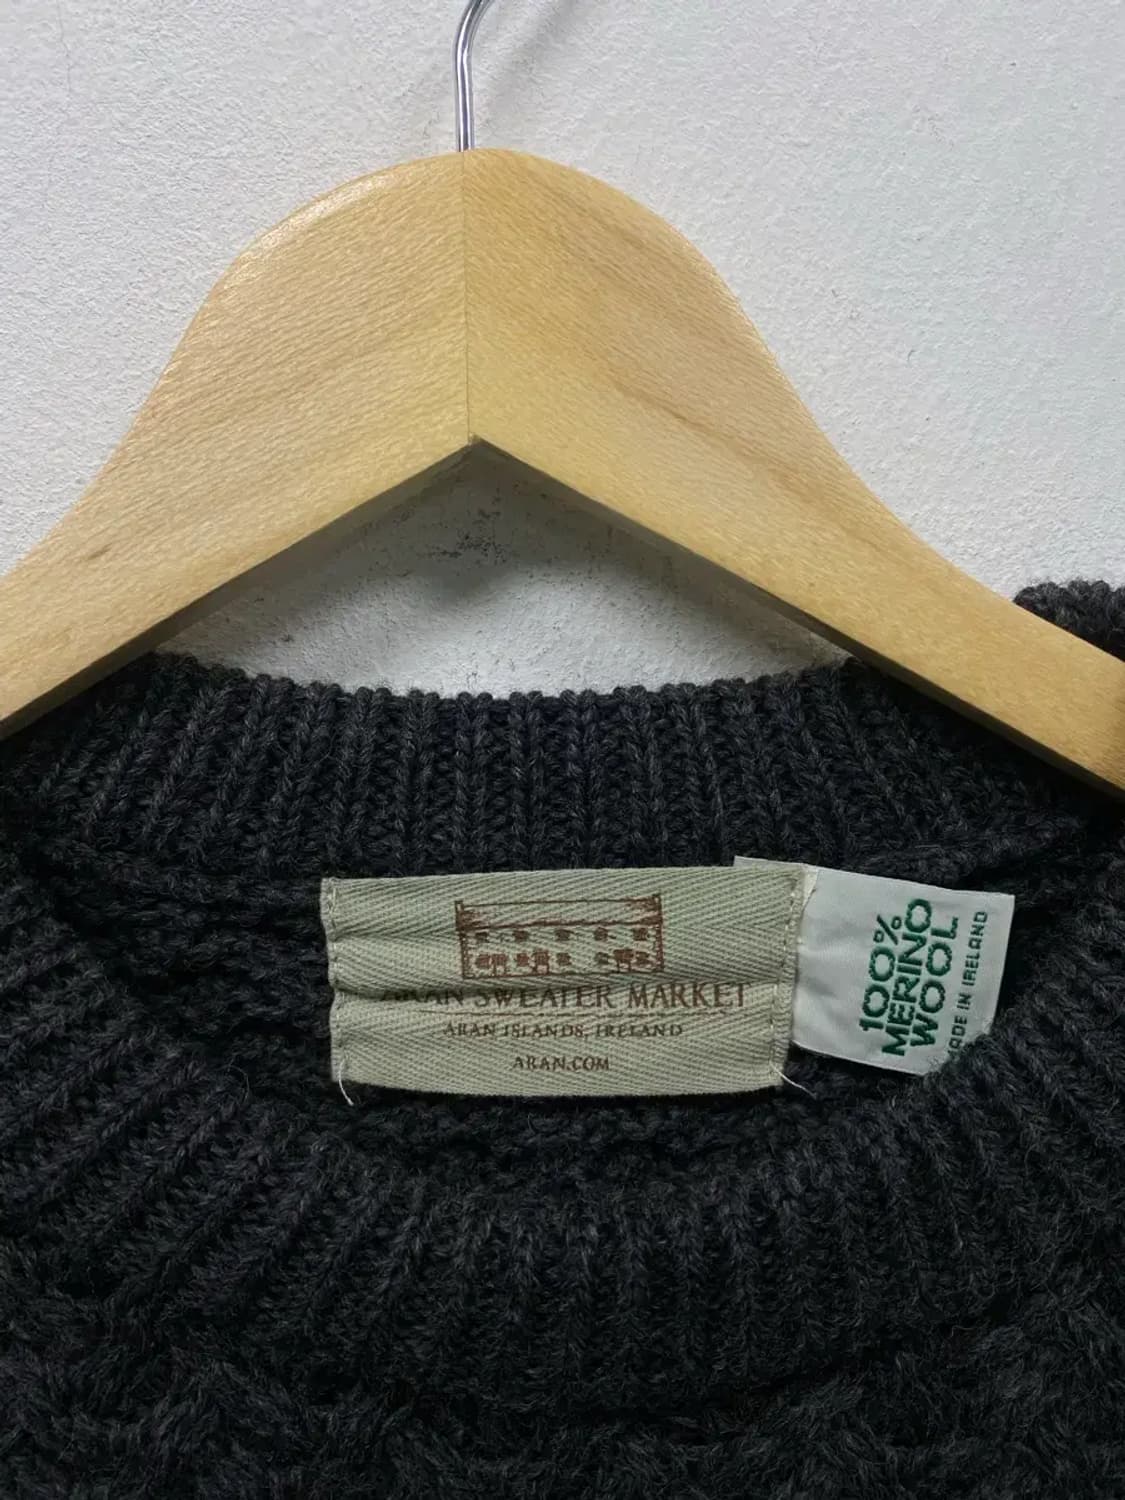 ARAN SWEATER MARKET
ARAN ISLANDS, IRELAND
ARAN.COM
100%
MERINO
WOOL
MADE IN IRELAND